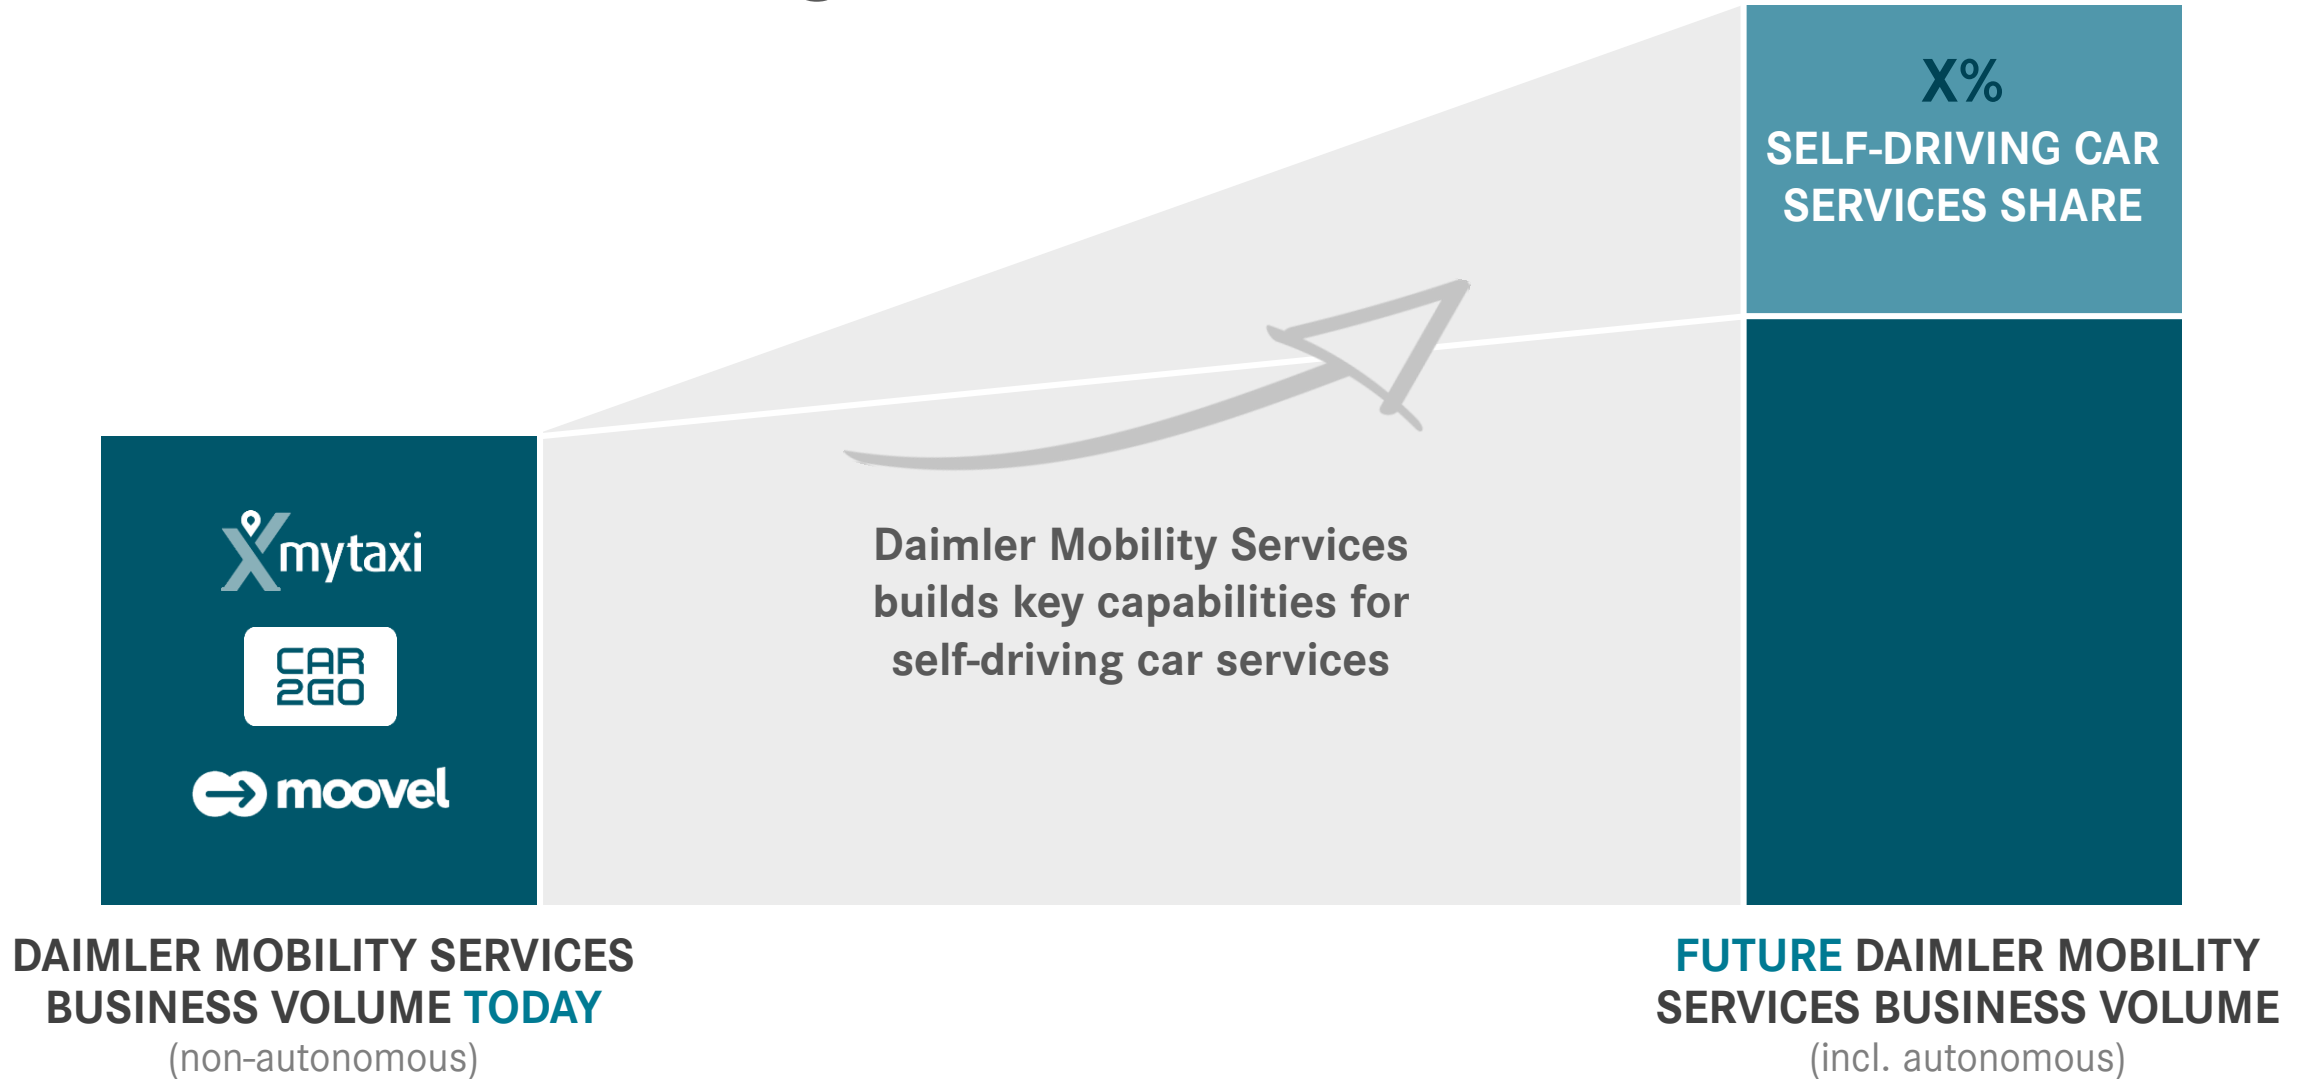 X%
SELF-DRIVING CAR
SERVICES SHARE
mytaxi
CAR
2GO
moovel
Daimler Mobility Services
builds key capabilities for
self-driving car services
DAIMLER MOBILITY SERVICES
BUSINESS VOLUME TODAY
(non-autonomous)
FUTURE DAIMLER MOBILITY
SERVICES BUSINESS VOLUME
(incl. autonomous)